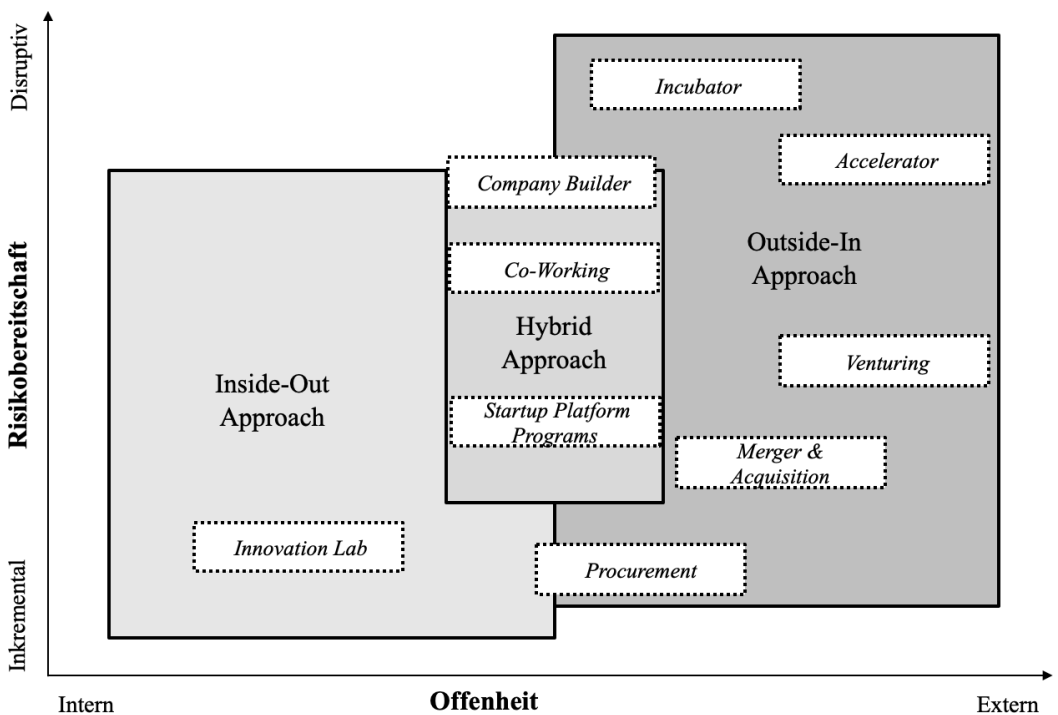 Disruptiv
Risikobereitschaft
Inkremental
Incubator
Accelerator
Company Builder
Outside-In
Approach
Co-Working
Hybrid
Approach
Venturing
Inside-Out
Approach
Startup Platform
Programs
Merger &
Acquisition
Innovation Lab
Procurement
Intern
Offenheit
Extern